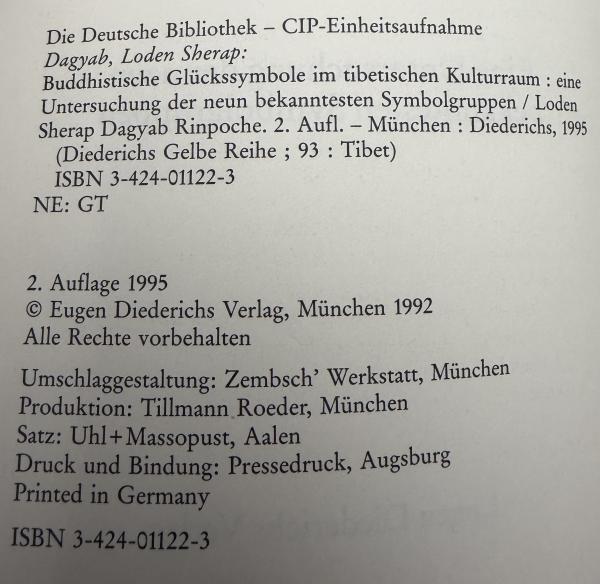 Die Deutsche Bibliothek – CIP-Einheitsaufnahme
Dagyab, Loden Sherap:
Buddhistische Glückssymbole im tibetischen Kulturraum : eine
Untersuchung der neun bekanntesten Symbolgruppen / Loden
Sherap Dagyab Rinpoche. 2. Aufl. – München : Diederichs, 1995
(Diederichs Gelbe Reihe ; 93 : Tibet)
ISBN 3-424-01122-3
NE: GT
2. Auflage 1995
© Eugen Diederichs Verlag, München 1992
Alle Rechte vorbehalten
Umschlaggestaltung: Zembsch' Werkstatt, München
Produktion: Tillmann Roeder, München
Satz: Uhl+Massopust, Aalen
Druck und Bindung: Pressedruck, Augsburg
Printed in Germany
ISBN 3-424-01122-3